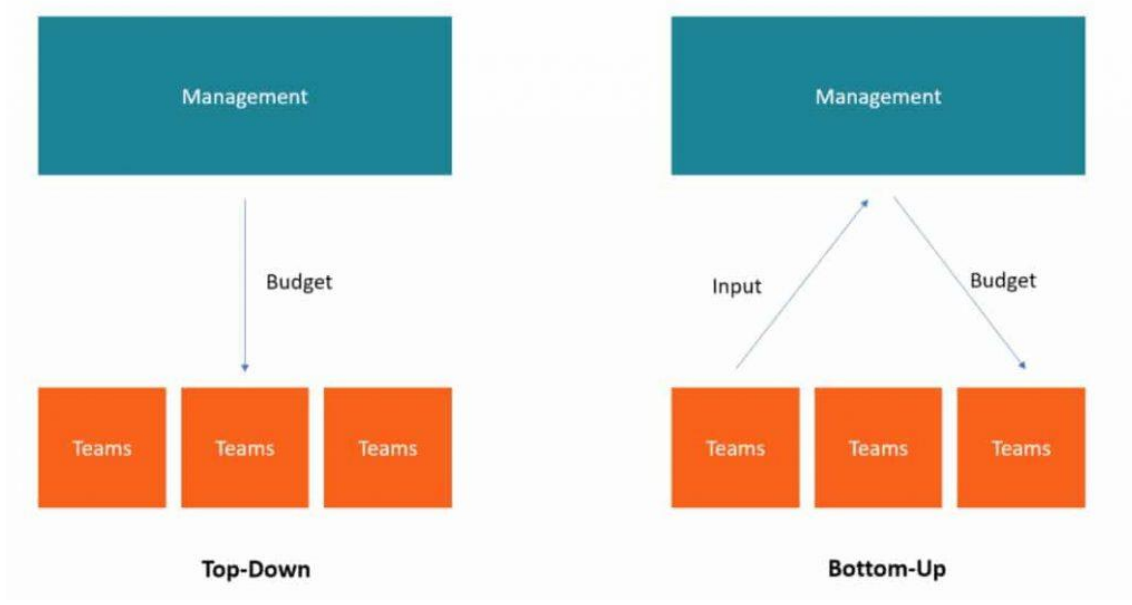 Management
Budget
Teams
Teams
Teams
Top-Down
Management
Input
Budget
Teams
Teams
Teams
Bottom-Up